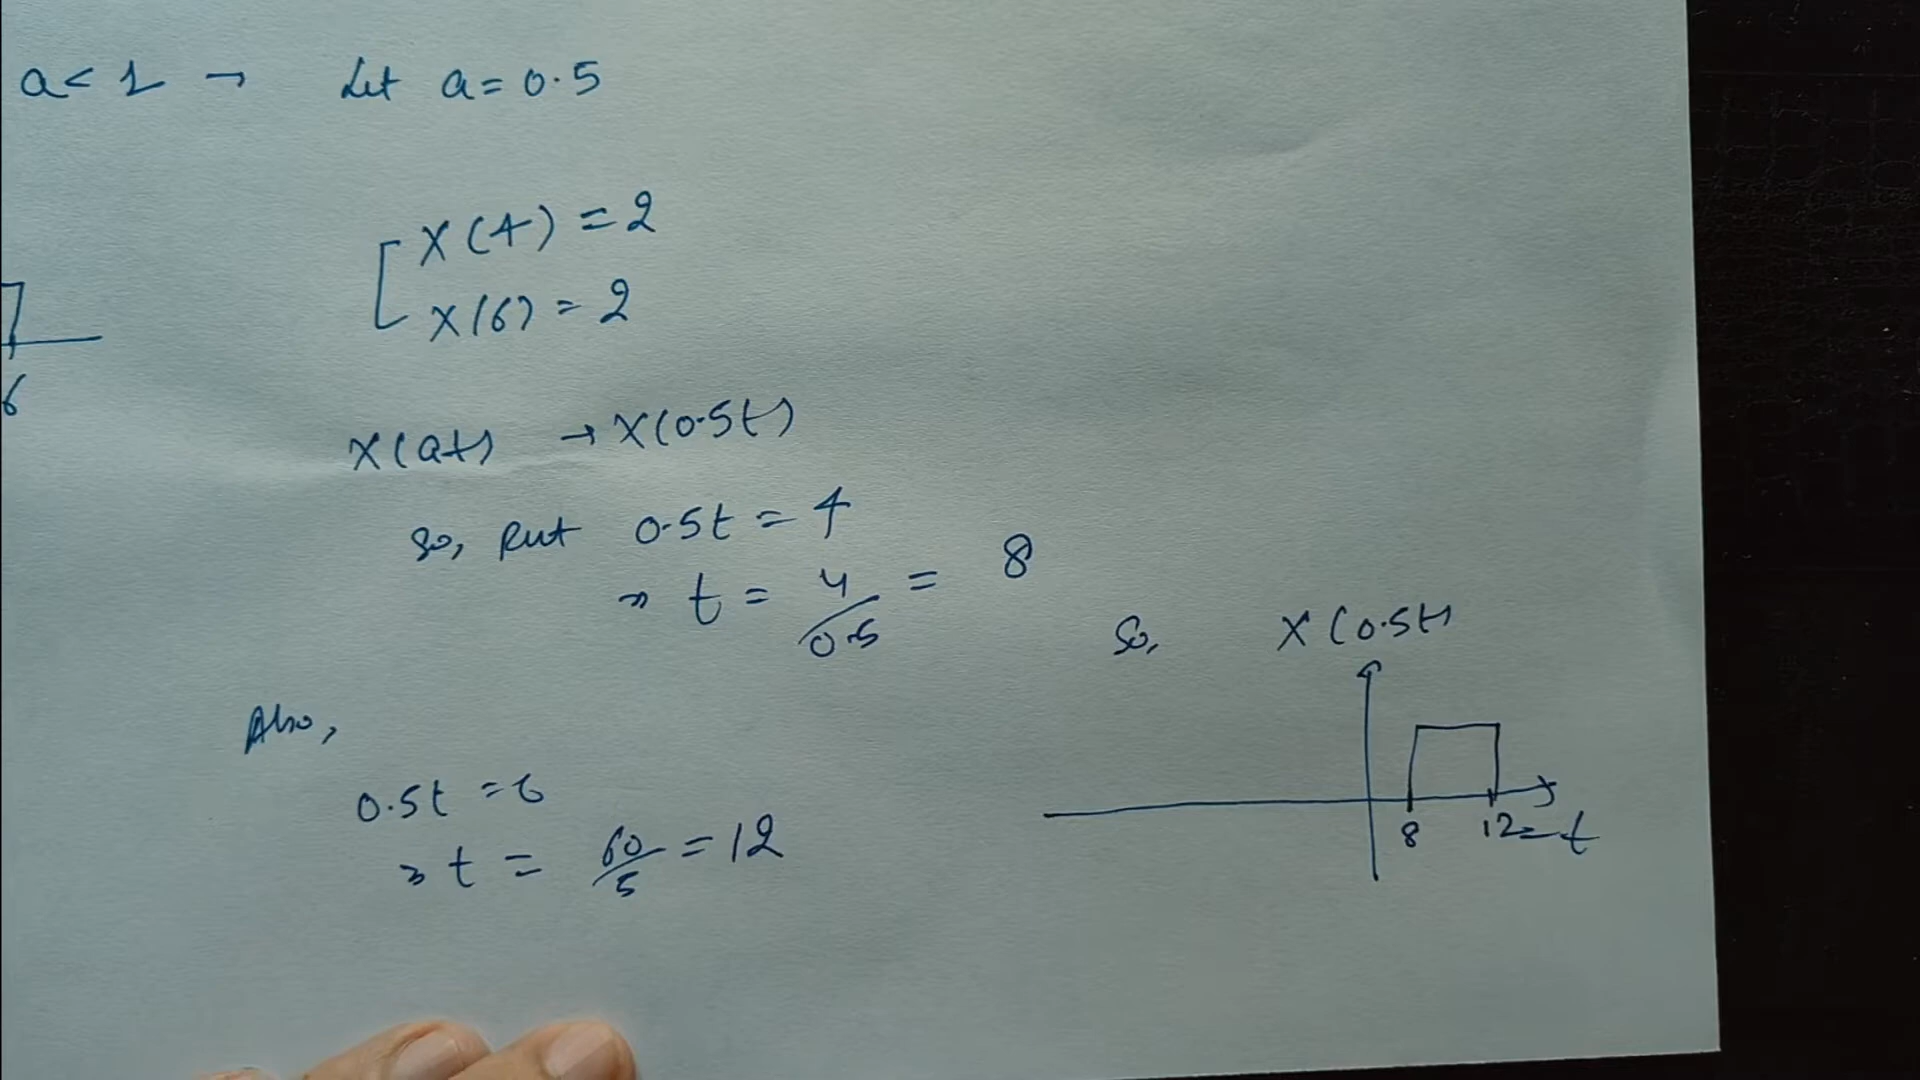 a < 1 → Let a = 0.5
X(4) = 2
X(6) = 2
6
X(at) → X(0.5t)
So, Put 0.5t = 4
» t = 4/0.5 = 8
So, X(0.5t)
Also,
0.5t = 6
» t = 60/5 = 12
8 12 t